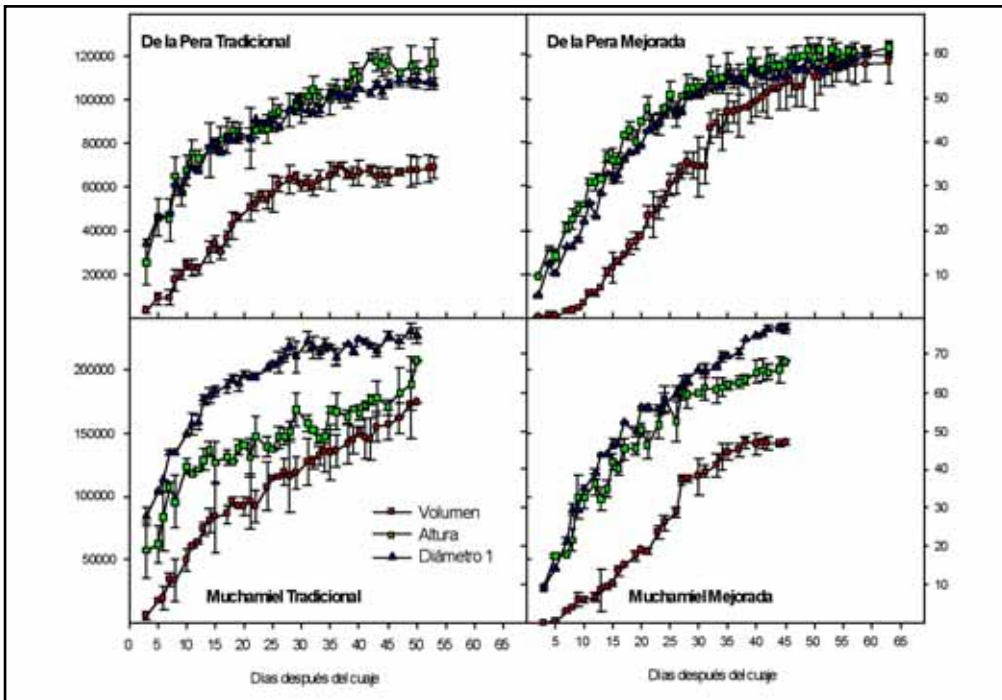 De la Pera Tradicional
De la Pera Mejorada
120000
100000
80000
60000
40000
20000
60
50
40
30
20
10
0
200000
150000
100000
50000
70
60
50
40
30
20
10
Volumen
Altura
Diámetro 1
Muchamiel Tradicional
Muchamiel Mejorada
0 5 10 15 20 25 30 35 40 45 50 55 60 65
0 5 10 15 20 25 30 35 40 45 50 55 60 65
Días después del cuaje
Días después del cuaje